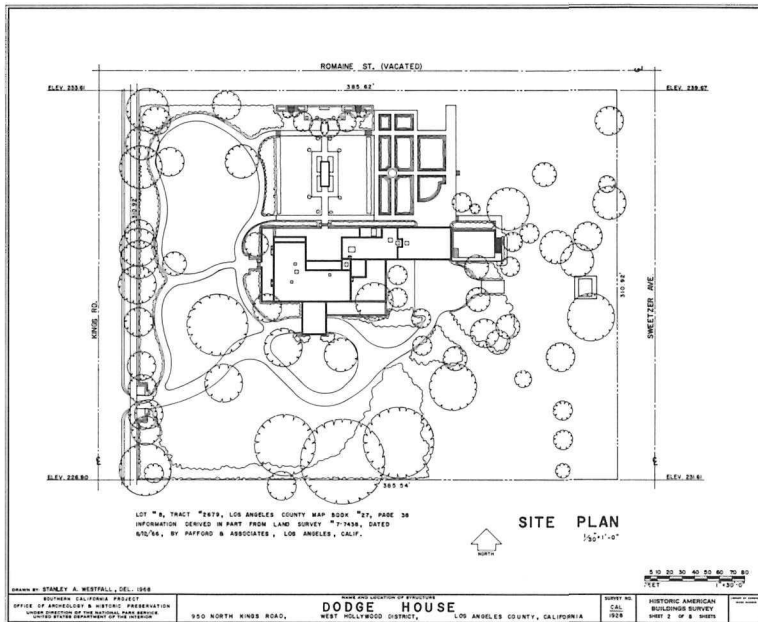 ROMAINE ST. (VACATED)
ELEV. 233.61
385.62'
ELEV. 239.67
310.92'
KINGS RD.
310.92'
SWEETZER AVE.
ELEV. 226.80
385.54'
ELEV. 231.61
LOT #8, TRACT #2679, LOS ANGELES COUNTY MAP BOOK #27, PAGE 38
INFORMATION DERIVED IN PART FROM LAND SURVEY #7-7438, DATED
BY PAFFORD & ASSOCIATES, LOS ANGELES, CALIF.
NORTH
SITE PLAN
5 10 20 30 40 50 60 70 80
FEET 1"=30'-0"
DRAWN BY: STANLEY A. WESTFALL, DEL. 1968
SOUTHERN CALIFORNIA PROJECT
OFFICE OF ARCHEOLOGY & HISTORIC PRESERVATION
UNDER DIRECTION OF THE NATIONAL PARK SERVICE,
UNITED STATES DEPARTMENT OF THE INTERIOR
NAME AND LOCATION OF STRUCTURE
DODGE HOUSE
950 NORTH KINGS ROAD, WEST HOLLYWOOD DISTRICT, LOS ANGELES COUNTY, CALIFORNIA
SURVEY NO.
CAL
1928
HISTORIC AMERICAN
BUILDINGS SURVEY
SHEET 2 OF 8 SHEETS